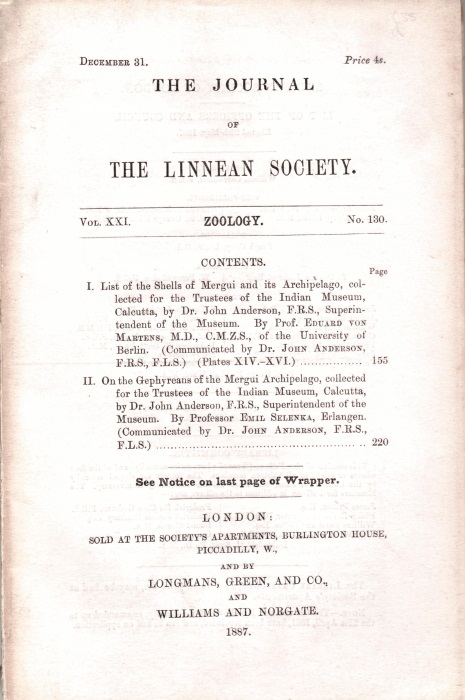 DECEMBER 31. Price 4s.
THE JOURNAL
OF
THE LINNEAN SOCIETY.
VOL. XXI. ZOOLOGY. No. 130.
CONTENTS.
Page
I. List of the Shells of Mergui and its Archipelago, col-
lected for the Trustees of the Indian Museum,
Calcutta, by Dr. John Anderson, F.R.S., Superin-
tendent of the Museum. By Prof. EDUARD VON
MARTENS, M.D., C.M.Z.S., of the University of
Berlin. (Communicated by Dr. JOHN ANDERSON,
F.R.S., F.L.S.) (Plates XIV.-XVI.) .................. 155
II. On the Gephyreans of the Mergui Archipelago, collected
for the Trustees of the Indian Museum, Calcutta,
by Dr. John Anderson, F.R.S., Superintendent of the
Museum. By Professor EMIL SELENKA, Erlangen.
(Communicated by Dr. JOHN ANDERSON, F.R.S.,
F.L.S.) .................................................. 220
See Notice on last page of Wrapper.
LONDON:
SOLD AT THE SOCIETY'S APARTMENTS, BURLINGTON HOUSE,
PICCADILLY, W.,
AND BY
LONGMANS, GREEN, AND CO.,
AND
WILLIAMS AND NORGATE.
1887.